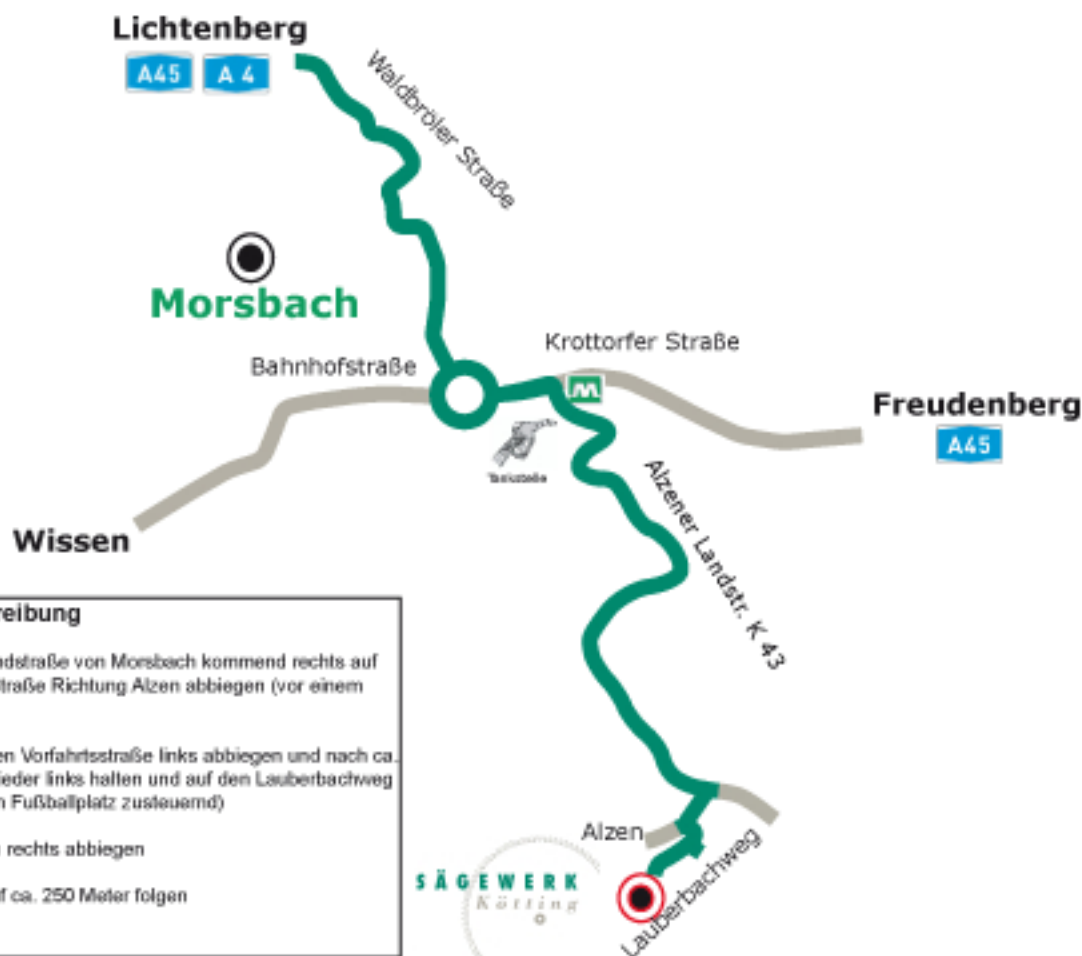 Lichtenberg
A45 A 4
Waldbröler Straße
Morsbach
Krottorfer Straße
Bahnhofstraße
Freudenberg
A45
Alzener Landstr. K 43
Wissen
reibung
dstraße von Morsbach kommend rechts auf
traße Richtung Alzen abbiegen (vor einem
en Vorfahrtsstraße links abbiegen und nach ca.
ieder links halten und auf den Lauberbachweg
Fußballplatz zusteuernd)
rechts abbiegen
f ca. 250 Meter folgen
Alzen
SÄGEWERK
Kötting
Lauberbachweg